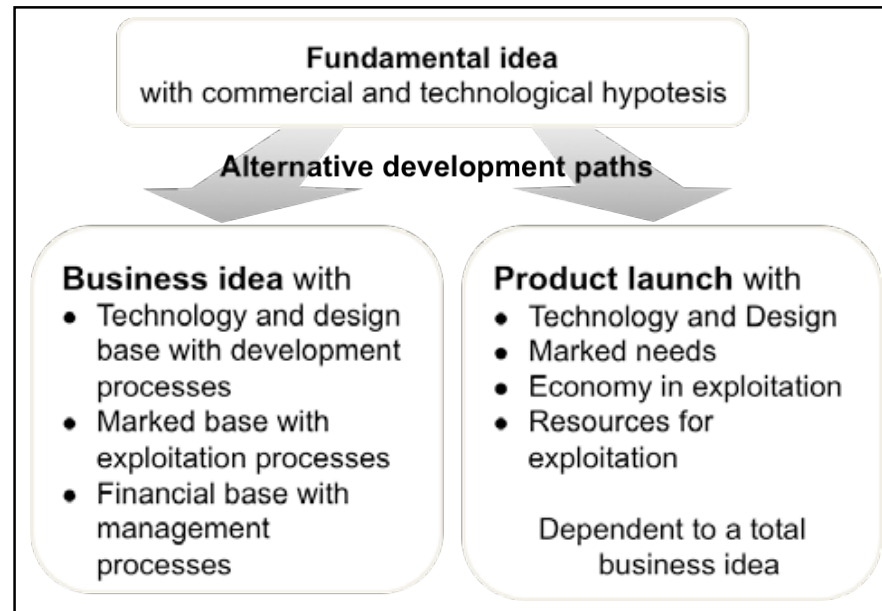 Fundamental idea
with commercial and technological hypotesis
Alternative development paths
Business idea with
● Technology and design
base with development
processes
● Marked base with
exploitation processes
● Financial base with
management
processes
Product launch with
● Technology and Design
● Marked needs
● Economy in exploitation
● Resources for
exploitation
Dependent to a total
business idea